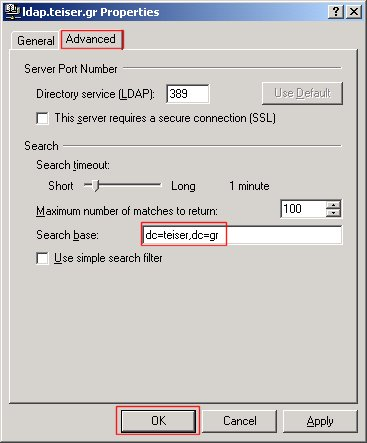 ldap.teiser.gr Properties
General
Advanced
Server Port Number
Directory service (LDAP):
389
Use Default
This server requires a secure connection (SSL)
Search
Search timeout:
Short
Long
1 minute
Maximum number of matches to return:
100
Search base:
dc=teiser,dc=gr
Use simple search filter
OK
Cancel
Apply